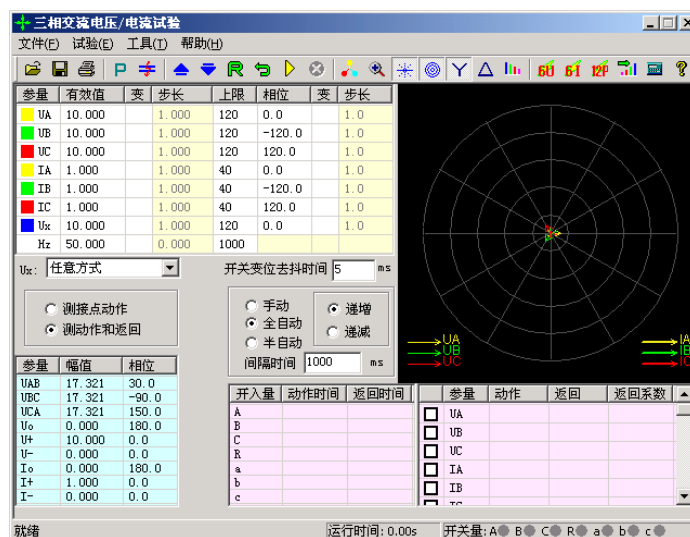 三相交流电压/电流试验
文件(F) 试验(E) 工具(T) 帮助(H)
P R 6U 6I 12P ?
参量 有效值 变 步长 上限 相位 变 步长
UA 10.000 1.000 120 0.0 1.0
UB 10.000 1.000 120 -120.0 1.0
UC 10.000 1.000 120 120.0 1.0
IA 1.000 1.000 40 0.0 1.0
IB 1.000 1.000 40 -120.0 1.0
IC 1.000 1.000 40 120.0 1.0
Ux 10.000 1.000 120 0.0 1.0
Hz 50.000 0.000 1000
Ux: 任意方式 开关变位去抖时间 5 ms
测接点动作
测动作和返回
手动
全自动
半自动
递增
递减
间隔时间 1000 ms
UA
UB
UC
IA
IB
IC
参量 幅值 相位
UAB 17.321 30.0
UBC 17.321 -90.0
UCA 17.321 150.0
Uo 0.000 180.0
U+ 10.000 0.0
U- 0.000 0.0
Io 0.000 180.0
I+ 1.000 0.0
I- 0.000 0.0
开入量 动作时间 返回时间
A
B
C
R
a
b
c
参量 动作 返回 返回系数
UA
UB
UC
IA
IB
IC
就绪 运行时间: 0.00s 开关量: A B C R a b c